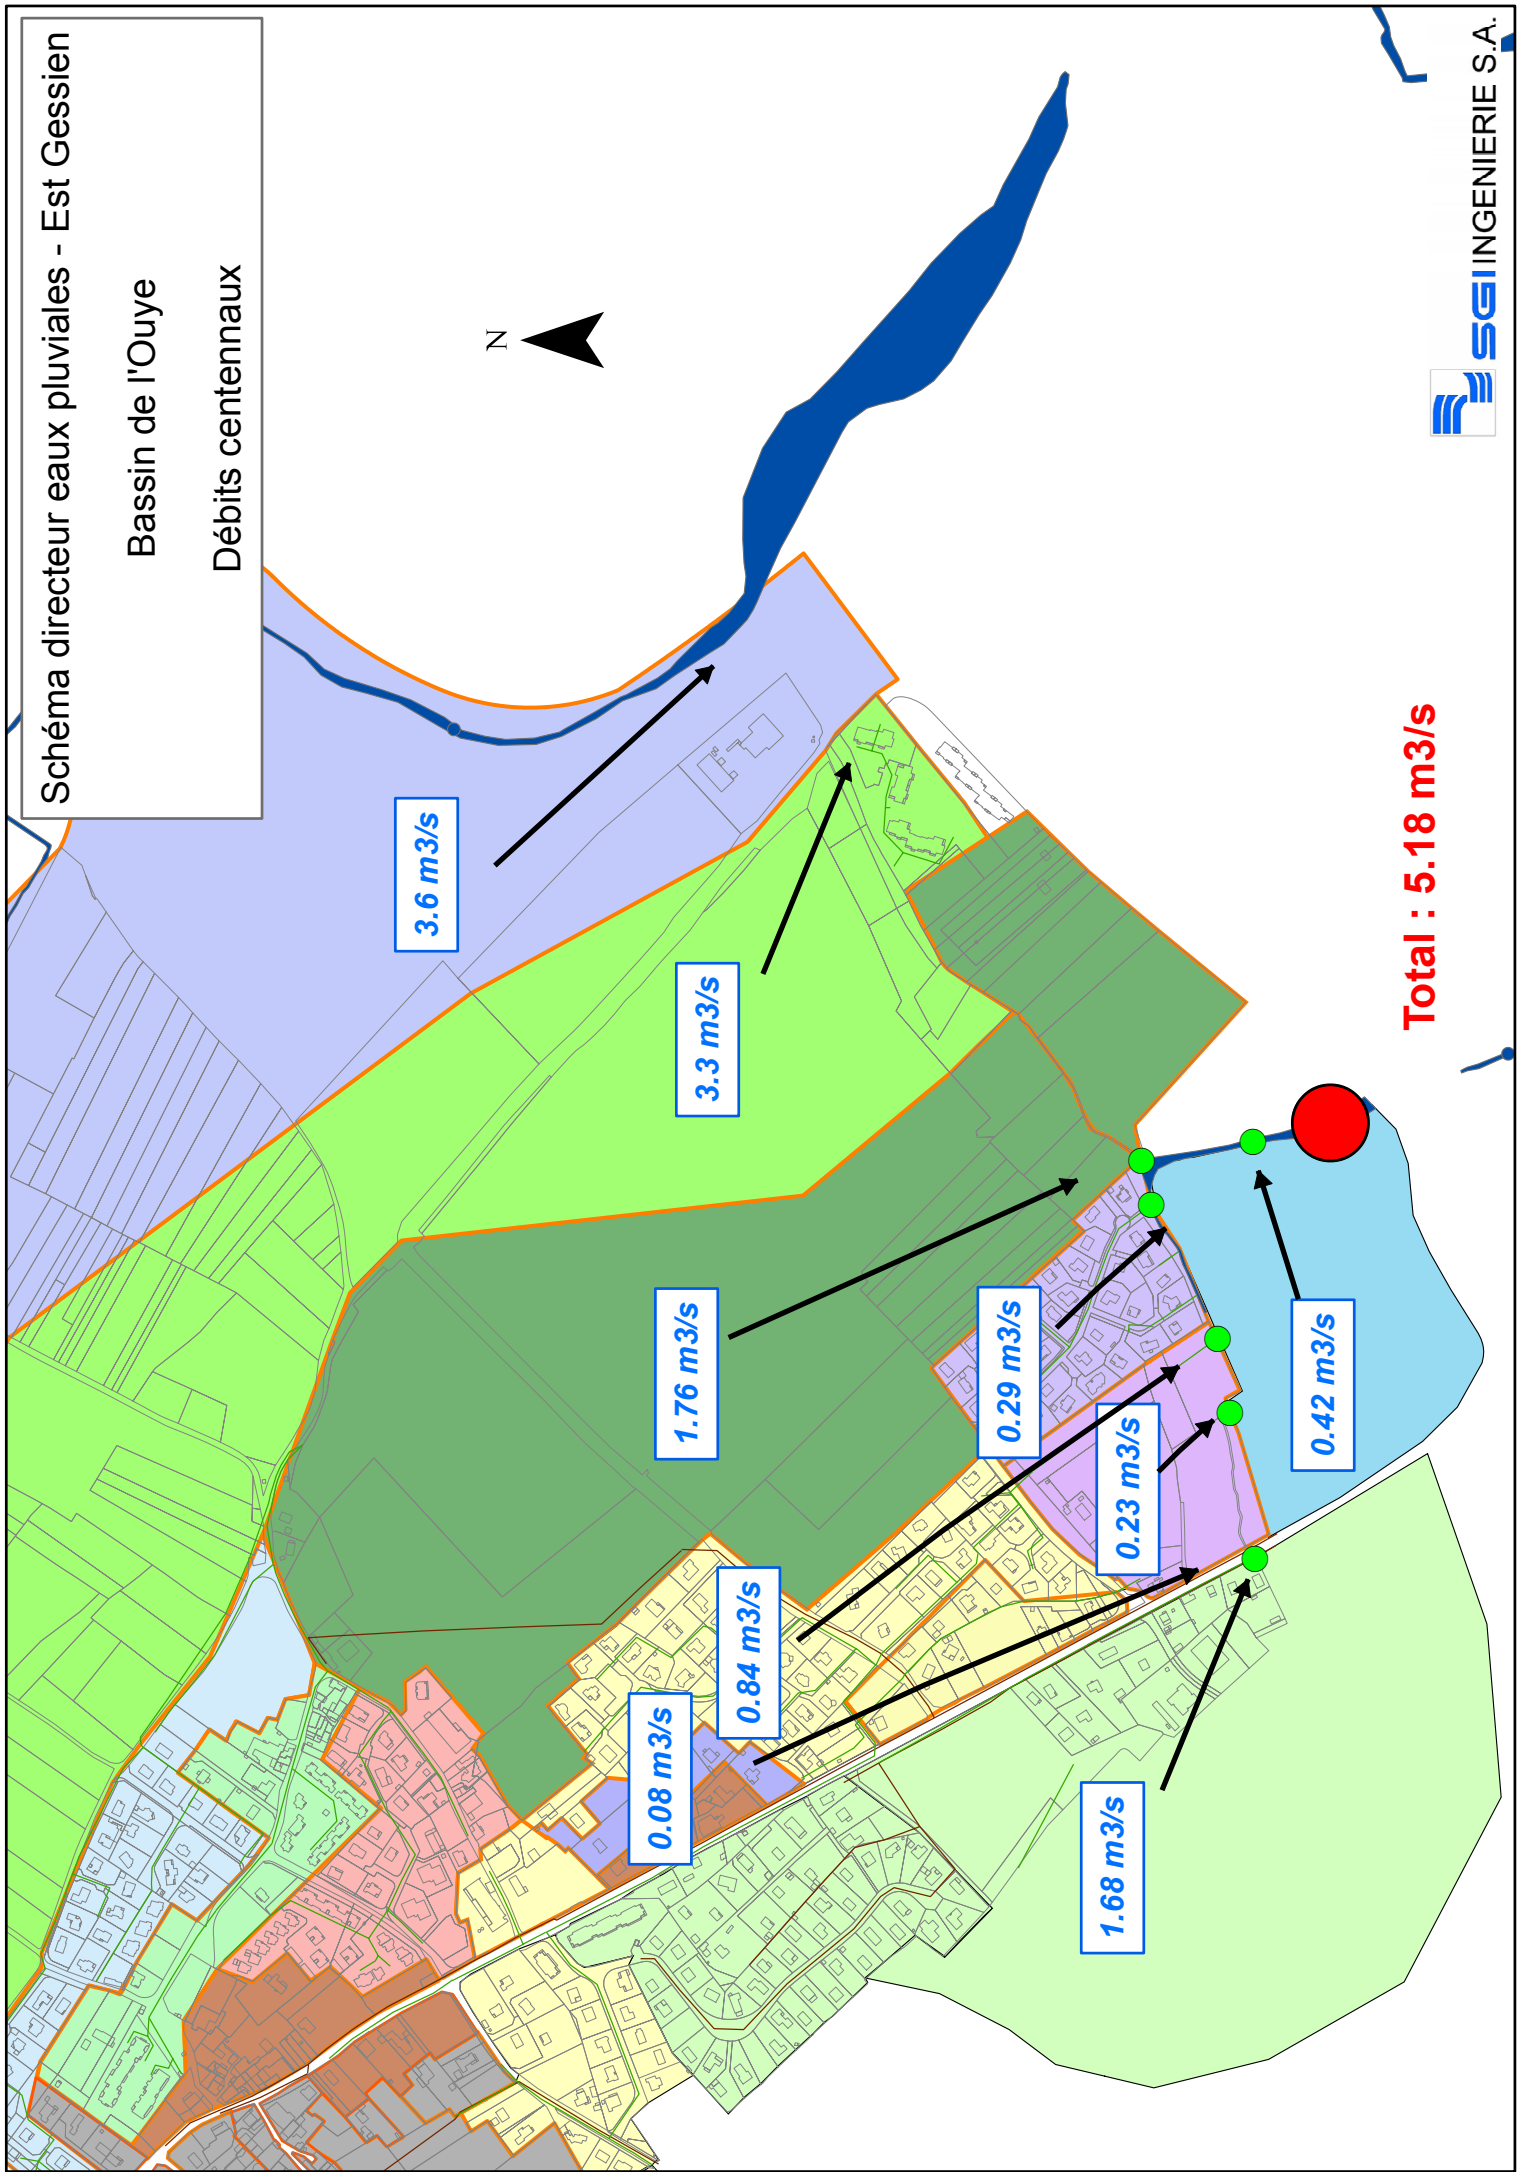 Schéma directeur eaux pluviales - Est Gessien
Bassin de l'Ouye
Débits centennaux
N
3.6 m3/s
3.3 m3/s
1.76 m3/s
0.29 m3/s
0.23 m3/s
0.42 m3/s
0.84 m3/s
0.08 m3/s
1.68 m3/s
Total : 5.18 m3/s
SGI INGENIERIE S.A.